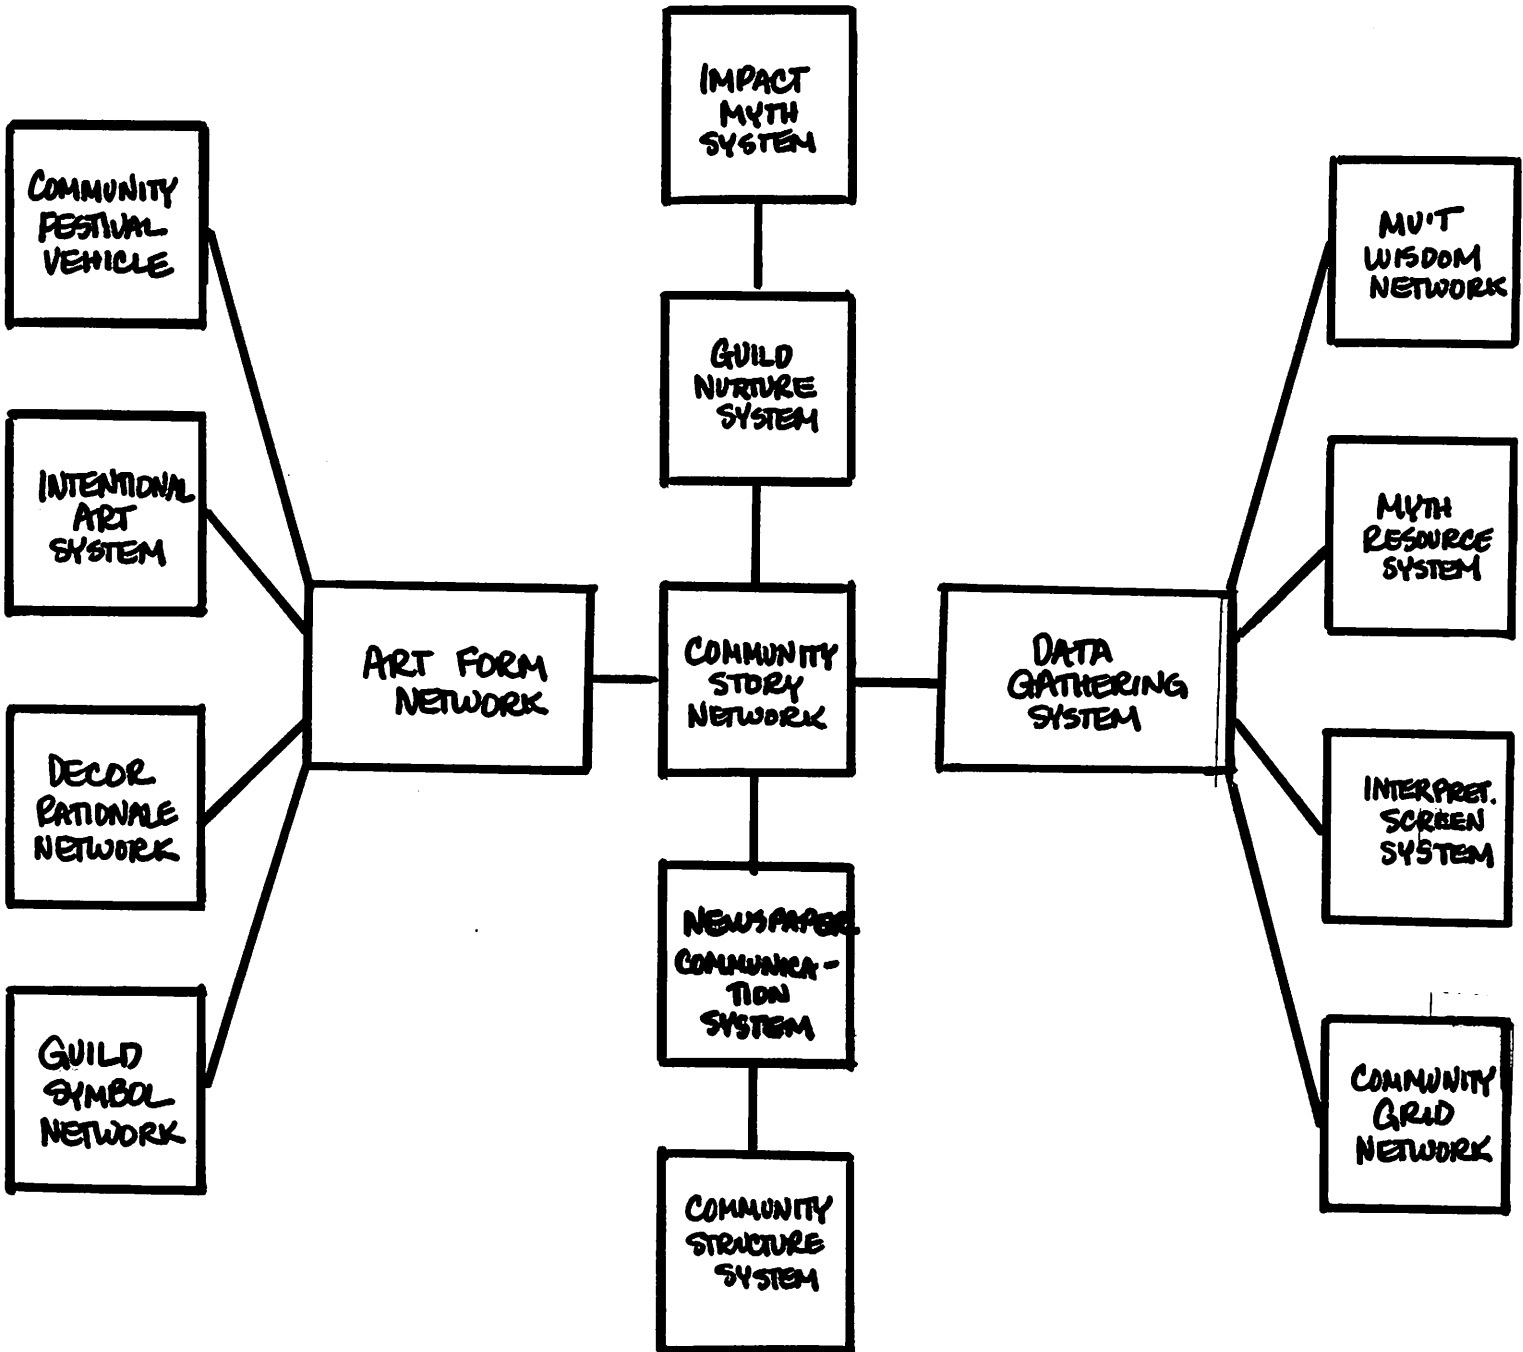 IMPACT
MYTH
SYSTEM
COMMUNITY
FESTIVAL
VEHICLE
MU'T
WISDOM
NETWORK
GUILD
NURTURE
SYSTEM
INTENTIONAL
ART
SYSTEM
MYTH
RESOURCE
SYSTEM
ART FORM
NETWORK
COMMUNITY
STORY
NETWORK
DATA
GATHERING
SYSTEM
DECOR
RATIONALE
NETWORK
INTERPRET.
SCREEN
SYSTEM
NEWSPAPER
COMMUNICA-
TION
SYSTEM
GUILD
SYMBOL
NETWORK
COMMUNITY
GRID
NETWORK
COMMUNITY
STRUCTURE
SYSTEM